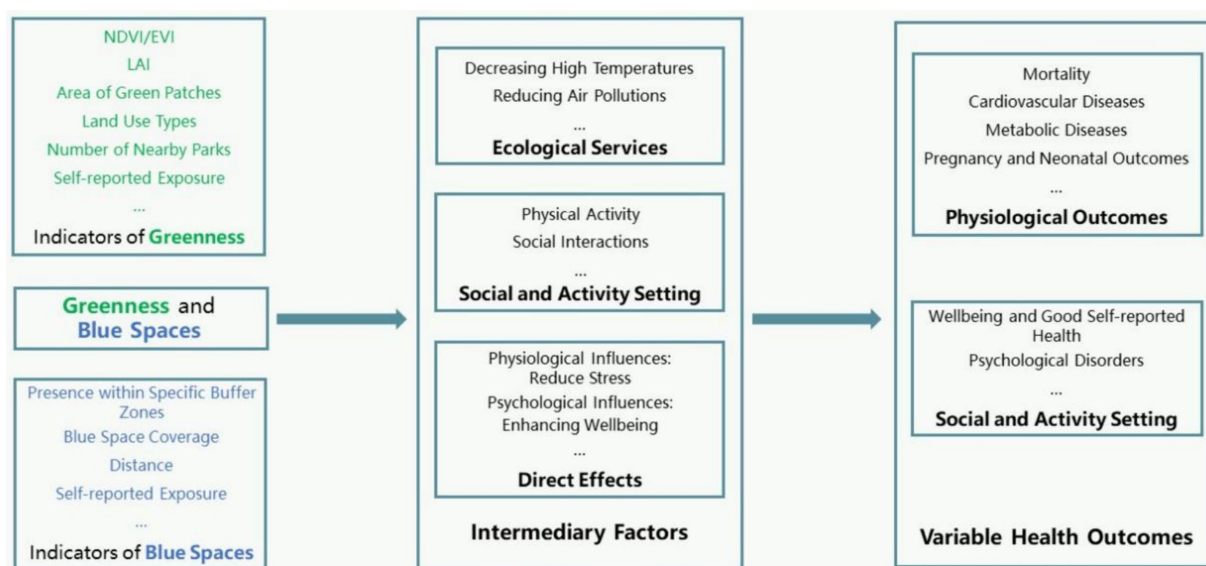 NDVI/EVI
LAI
Area of Green Patches
Land Use Types
Number of Nearby Parks
Self-reported Exposure
...
Indicators of Greenness
Greenness and
Blue Spaces
Presence within Specific Buffer
Zones
Blue Space Coverage
Distance
Self-reported Exposure
...
Indicators of Blue Spaces
Decreasing High Temperatures
Reducing Air Pollutions
...
Ecological Services
Physical Activity
Social Interactions
...
Social and Activity Setting
Physiological Influences:
Reduce Stress
Psychological Influences:
Enhancing Wellbeing
...
Direct Effects
Intermediary Factors
Mortality
Cardiovascular Diseases
Metabolic Diseases
Pregnancy and Neonatal Outcomes
...
Physiological Outcomes
Wellbeing and Good Self-reported
Health
Psychological Disorders
...
Social and Activity Setting
Variable Health Outcomes